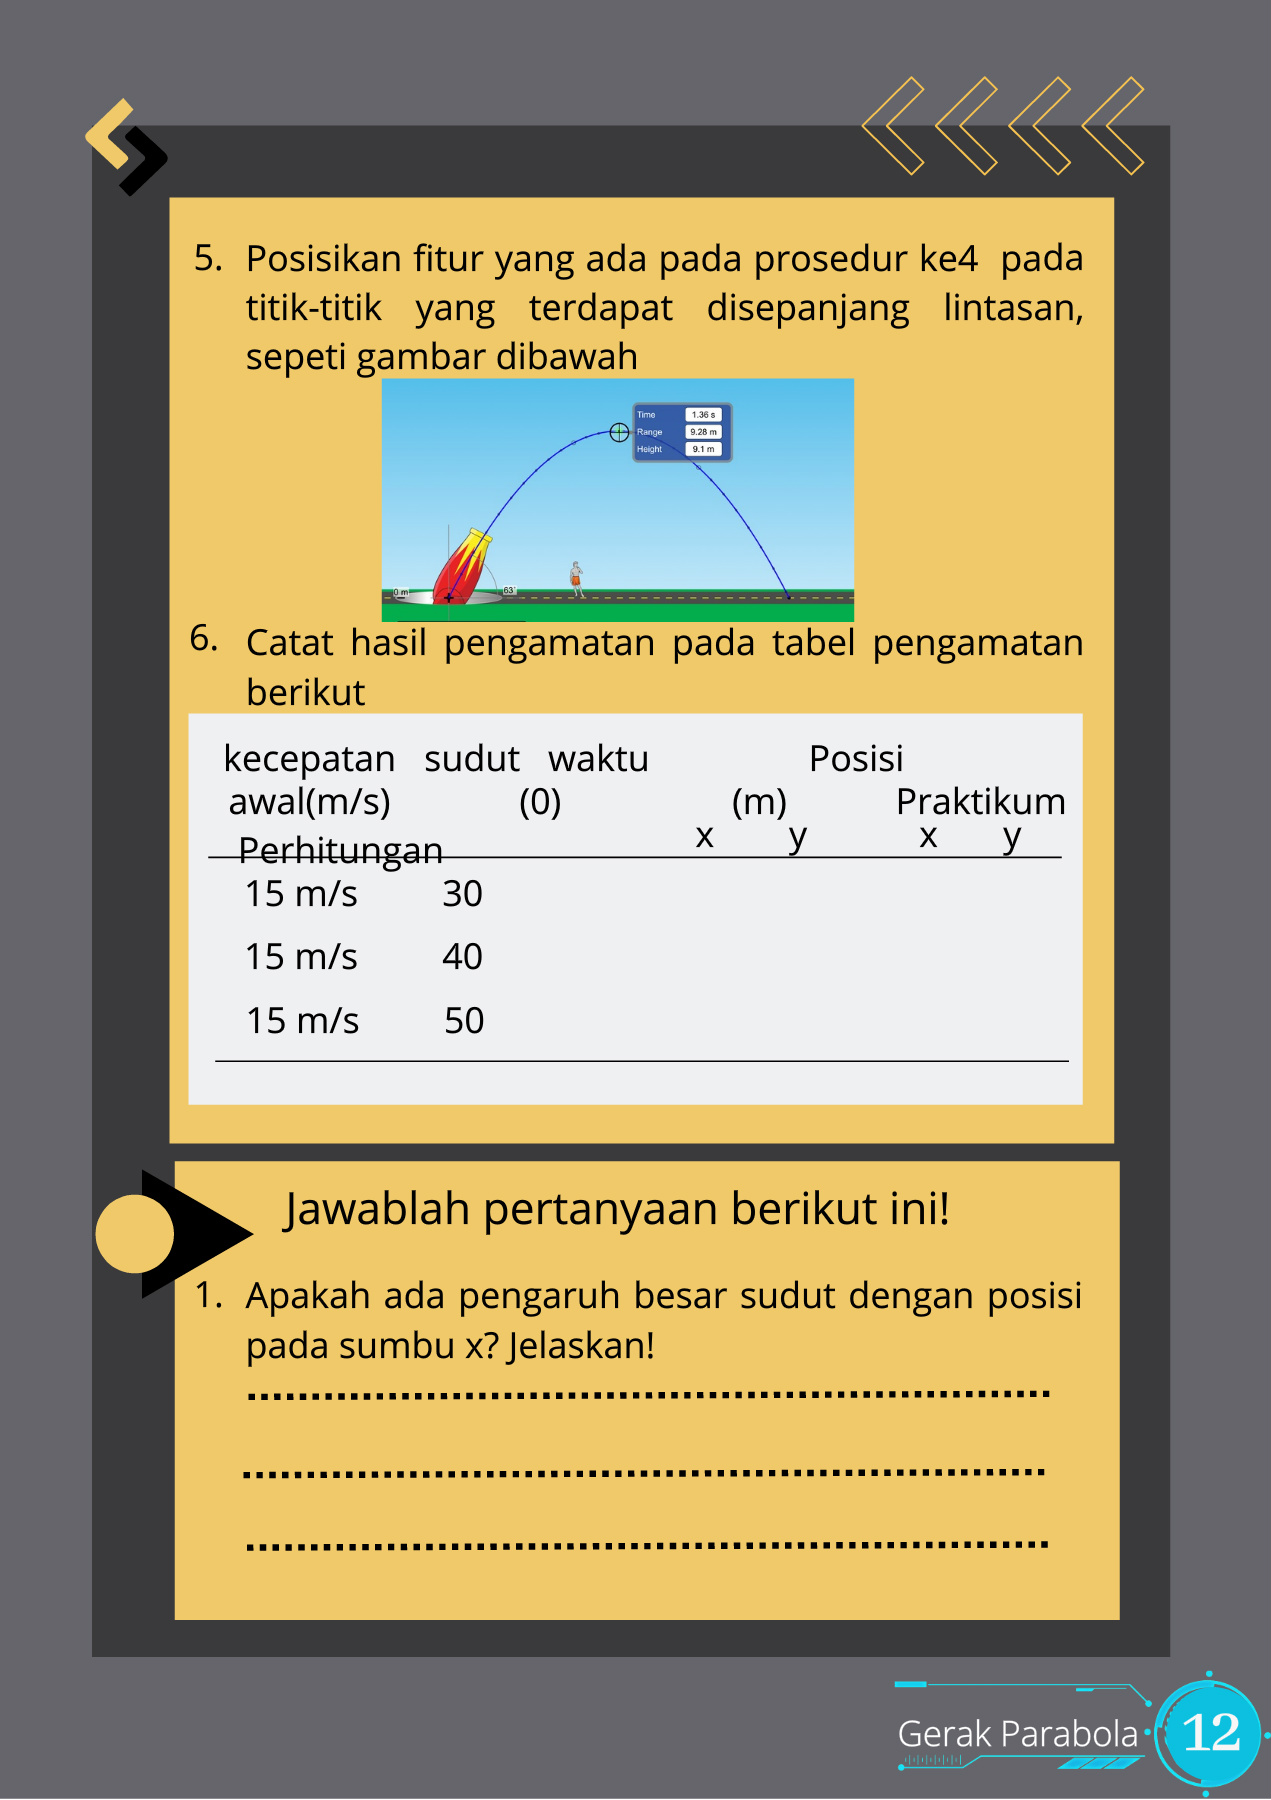 5. Posisikan fitur yang ada pada prosedur ke4 pada
titik-titik yang terdapat disepanjang lintasan,
sepeti gambar dibawah
Time 1.36 s
Range 9.28 m
Height 9.1 m
0 m
63°
6. Catat hasil pengamatan pada tabel pengamatan
berikut
kecepatan sudut waktu Posisi
awal(m/s) (0) (m) Praktikum
x y x y
Perhitungan
15 m/s 30
15 m/s 40
15 m/s 50
Jawablah pertanyaan berikut ini!
1. Apakah ada pengaruh besar sudut dengan posisi
pada sumbu x? Jelaskan!
Gerak Parabola
12